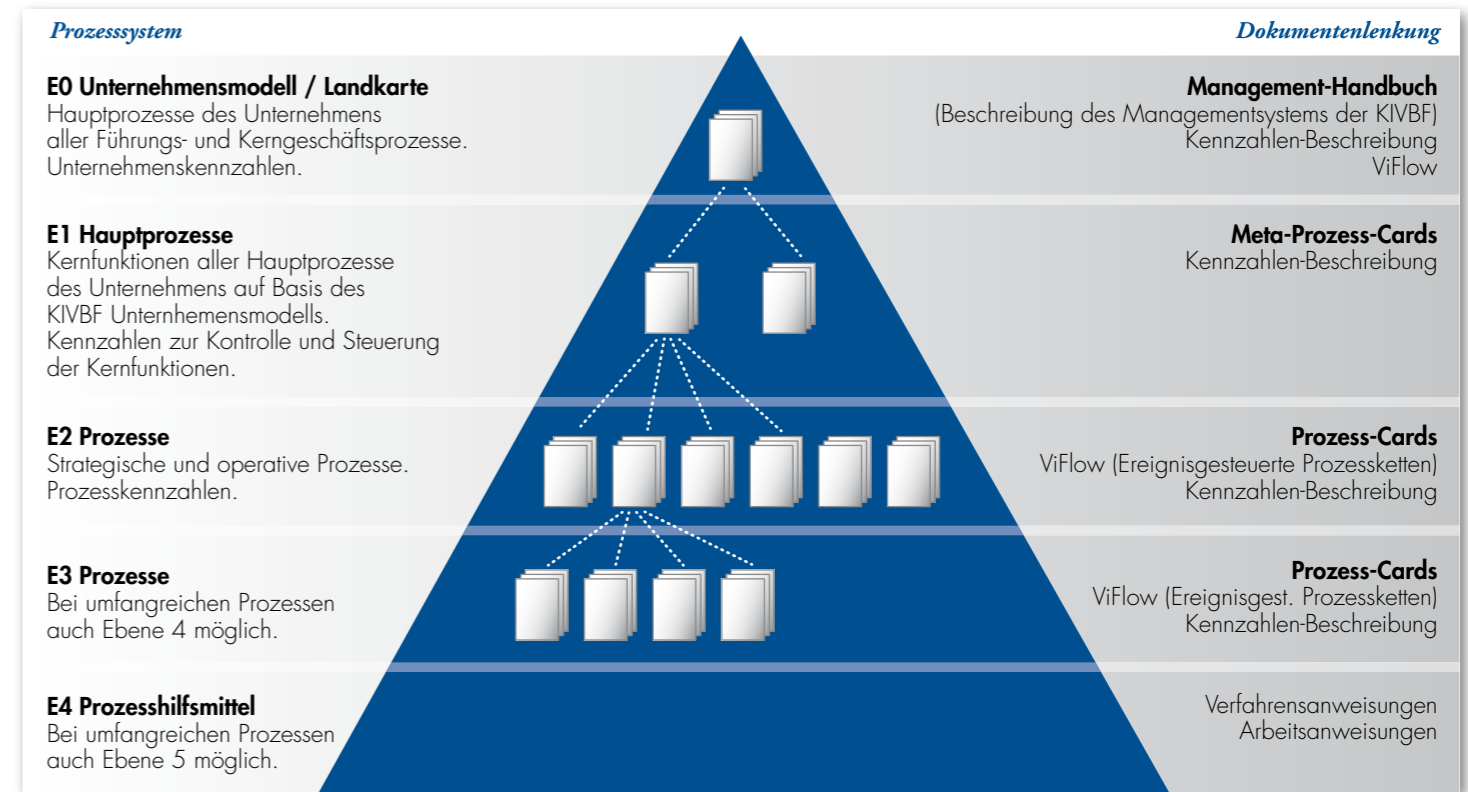 Prozesssystem
Dokumentenlenkung
E0 Unternehmensmodell / Landkarte
Hauptprozesse des Unternehmens
aller Führungs- und Kerngeschäftsprozesse.
Unternehmenskennzahlen.
Management-Handbuch
(Beschreibung des Managementsystems der KIVBF)
Kennzahlen-Beschreibung
ViFlow
E1 Hauptprozesse
Kernfunktionen aller Hauptprozesse
des Unternehmens auf Basis des
KIVBF Unternhemensmodells.
Kennzahlen zur Kontrolle und Steuerung
der Kernfunktionen.
Meta-Prozess-Cards
Kennzahlen-Beschreibung
E2 Prozesse
Strategische und operative Prozesse.
Prozesskennzahlen.
Prozess-Cards
ViFlow (Ereignisgesteuerte Prozessketten)
Kennzahlen-Beschreibung
E3 Prozesse
Bei umfangreichen Prozessen
auch Ebene 4 möglich.
Prozess-Cards
ViFlow (Ereignisgest. Prozessketten)
Kennzahlen-Beschreibung
E4 Prozesshilfsmittel
Bei umfangreichen Prozessen
auch Ebene 5 möglich.
Verfahrensanweisungen
Arbeitsanweisungen